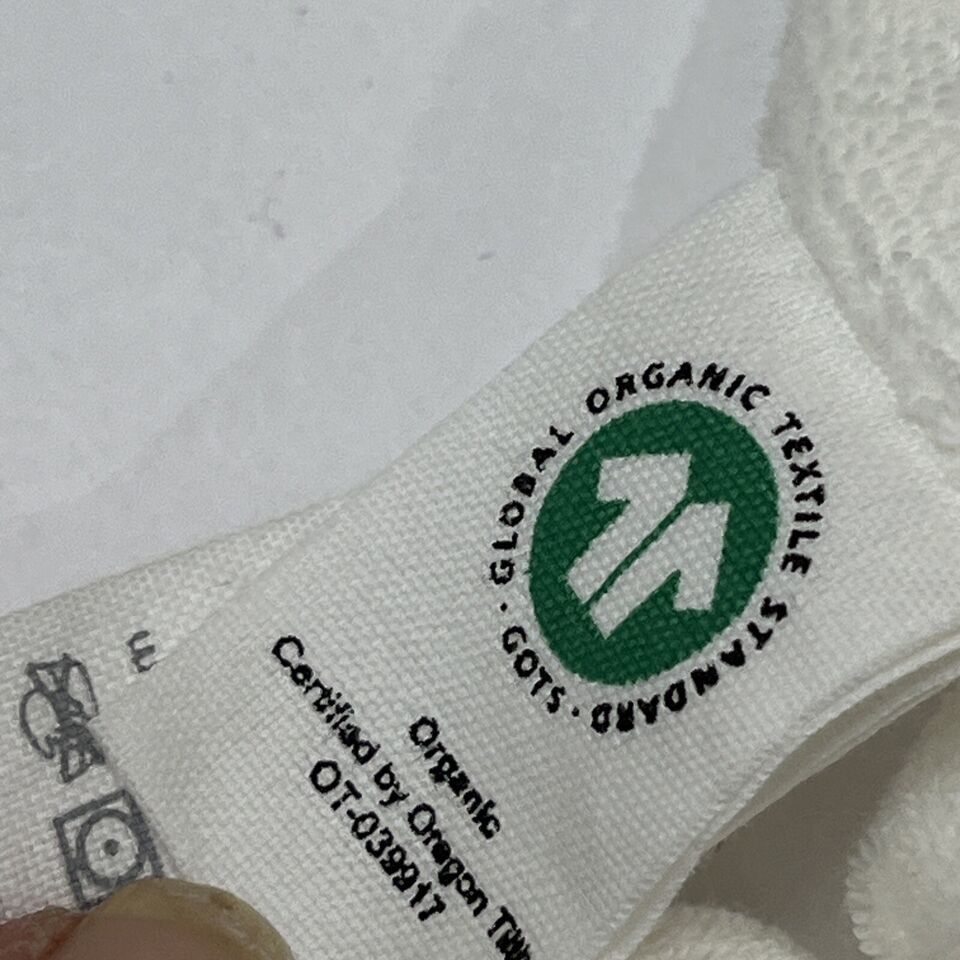 GLOBAL ORGANIC TEXTILE STANDARD · GOTS ·
Organic
Certified by Oregon
OT-039917